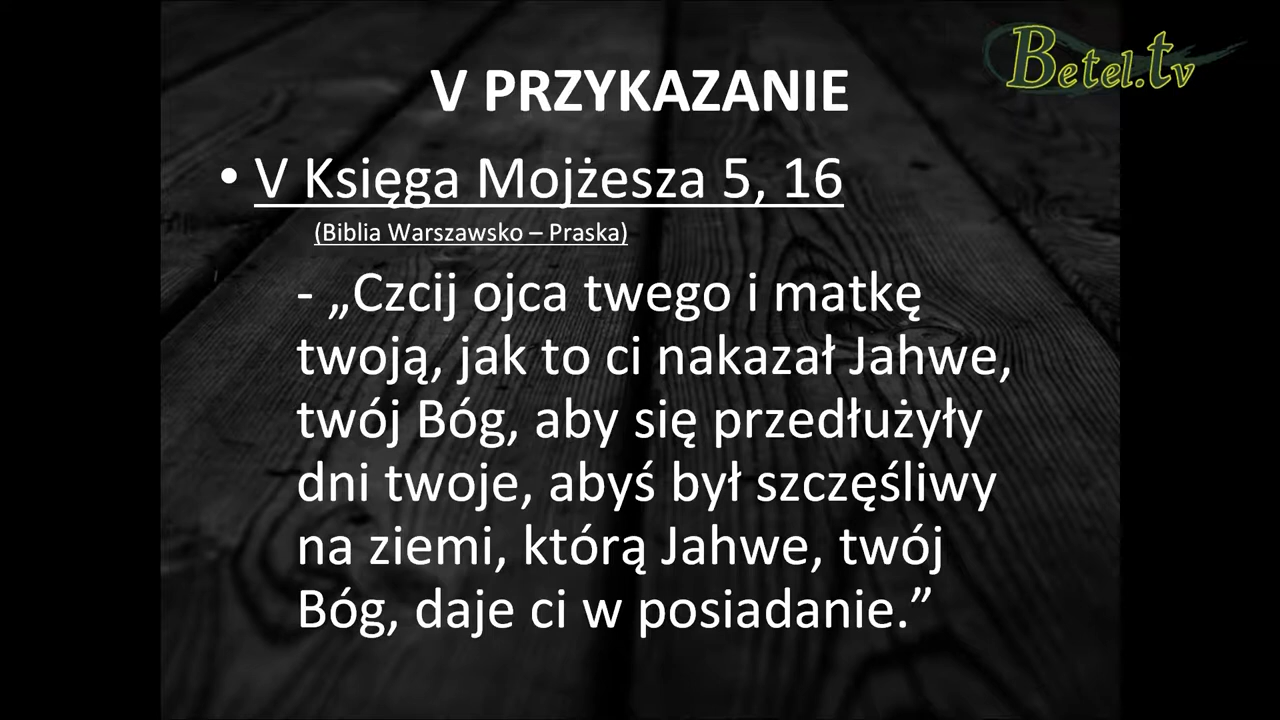 Betel.tv
V PRZYKAZANIE
• V Księga Mojżesza 5, 16
(Biblia Warszawsko – Praska)
- „Czcij ojca twego i matkę
twoją, jak to ci nakazał Jahwe,
twój Bóg, aby się przedłużyły
dni twoje, abyś był szczęśliwy
na ziemi, którą Jahwe, twój
Bóg, daje ci w posiadanie.”